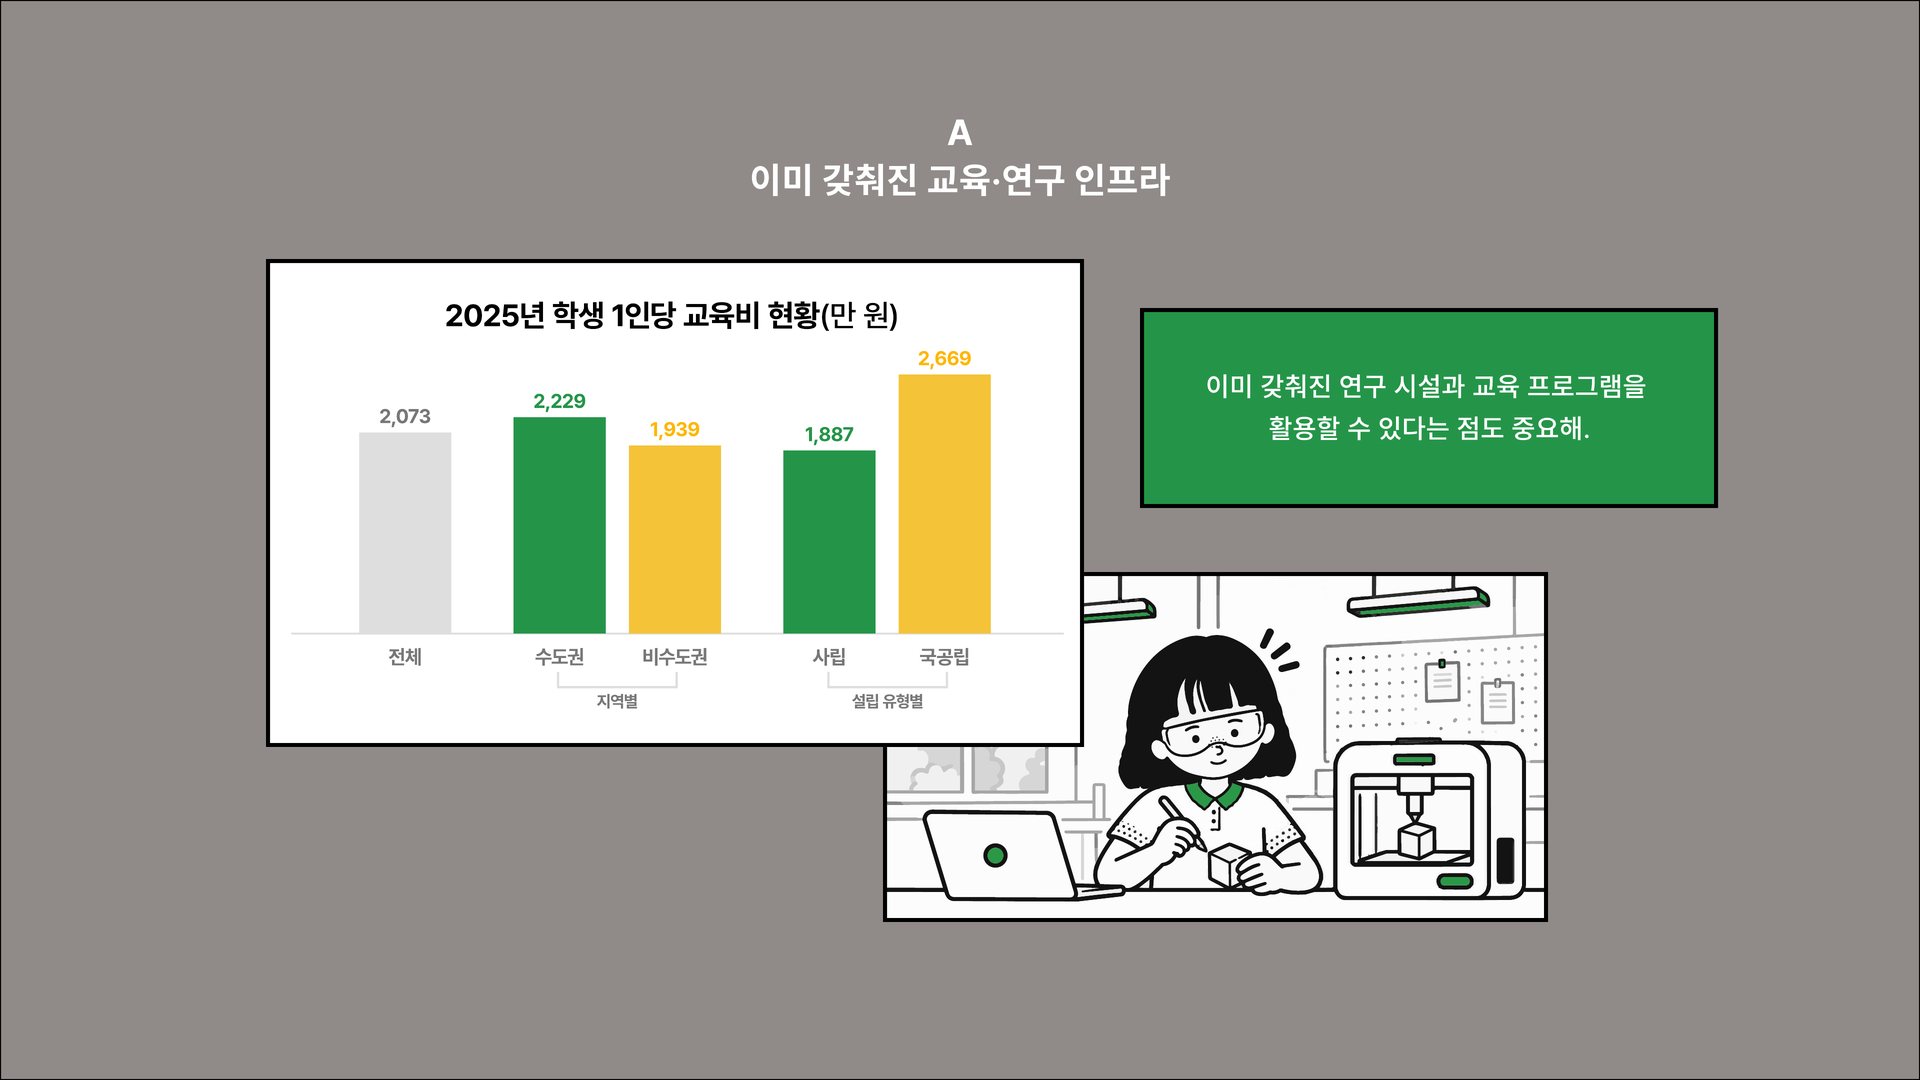 A
이미 갖춰진 교육·연구 인프라
2025년 학생 1인당 교육비 현황(만 원)
2,073
2,229
1,939
1,887
2,669
전체
수도권
비수도권
사립
국공립
지역별
설립 유형별
이미 갖춰진 연구 시설과 교육 프로그램을
활용할 수 있다는 점도 중요해.